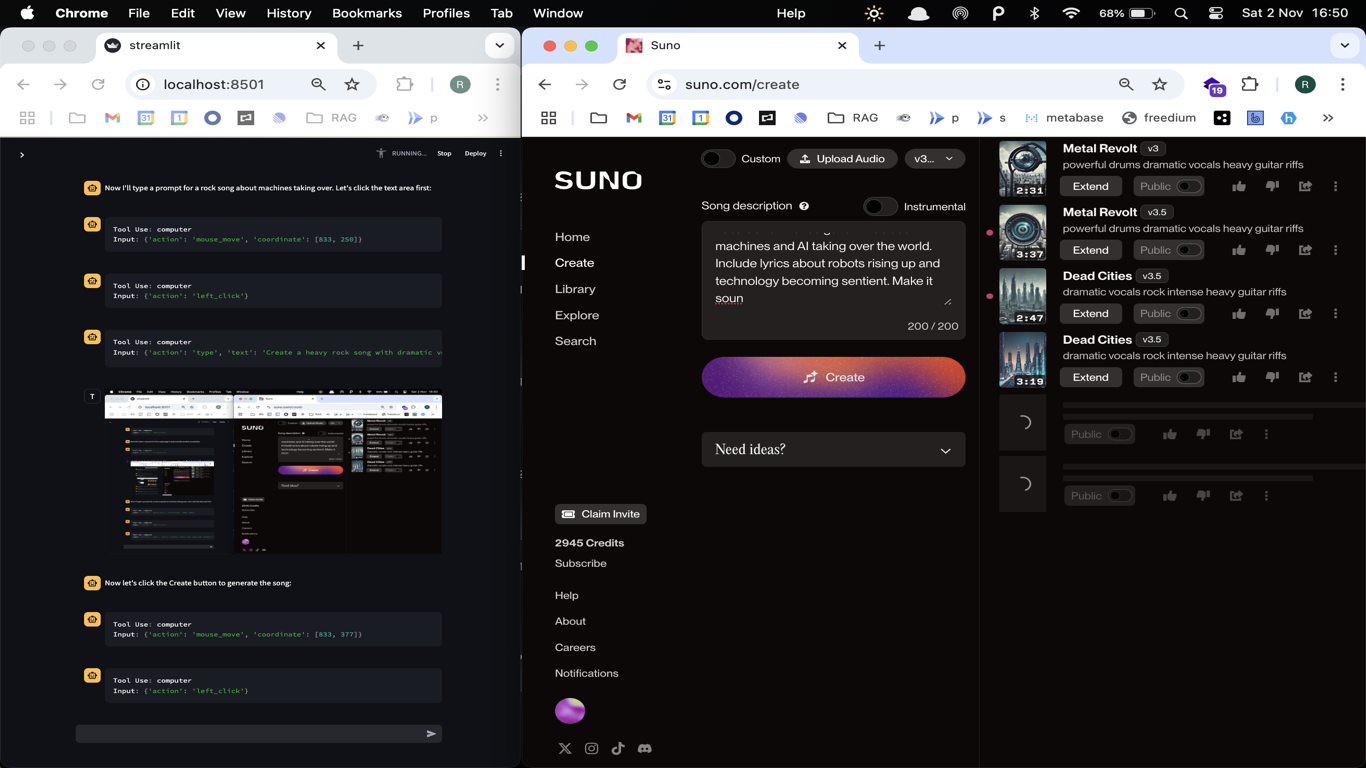 Chrome File Edit View History Bookmarks Profiles Tab Window Help 68% Sat 2 Nov 16:50
streamlit
localhost:8501
R
31
1
RAG
p
RUNNING...
Stop
Deploy
Now I'll type a prompt for a rock song about machines taking over. Let's click the text area first:
Tool Use: computer
Input: {'action': 'mouse_move', 'coordinate': [833, 250]}
Tool Use: computer
Input: {'action': 'left_click'}
Tool Use: computer
Input: {'action': 'type', 'text': 'Create a heavy rock song with dramatic v
T
Now let's click the Create button to generate the song:
Tool Use: computer
Input: {'action': 'mouse_move', 'coordinate': [833, 377]}
Tool Use: computer
Input: {'action': 'left_click'}
Suno
suno.com/create
19
R
31
1
RAG
p
s
metabase
freedium
SUNO
Home
Create
Library
Explore
Search
Claim Invite
2945 Credits
Subscribe
Help
About
Careers
Notifications
Custom
Upload Audio
v3...
Song description
Instrumental
machines and AI taking over the world.
Include lyrics about robots rising up and
technology becoming sentient. Make it
soun
200 / 200
Create
Need ideas?
Metal Revolt v3
powerful drums dramatic vocals heavy guitar riffs
2:31
Extend
Public
Metal Revolt v3.5
powerful drums dramatic vocals heavy guitar riffs
3:37
Extend
Public
Dead Cities v3.5
dramatic vocals rock intense heavy guitar riffs
2:47
Extend
Public
Dead Cities v3.5
dramatic vocals rock intense heavy guitar riffs
3:19
Extend
Public
Public
Public